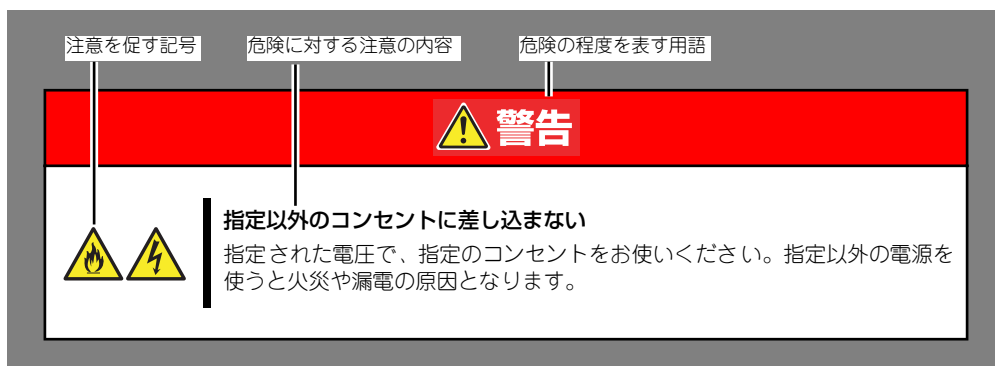 注意を促す記号
危険に対する注意の内容
危険の程度を表す用語
警告
指定以外のコンセントに差し込まない
指定された電圧で、指定のコンセントをお使いください。指定以外の電源を
使うと火災や漏電の原因となります。